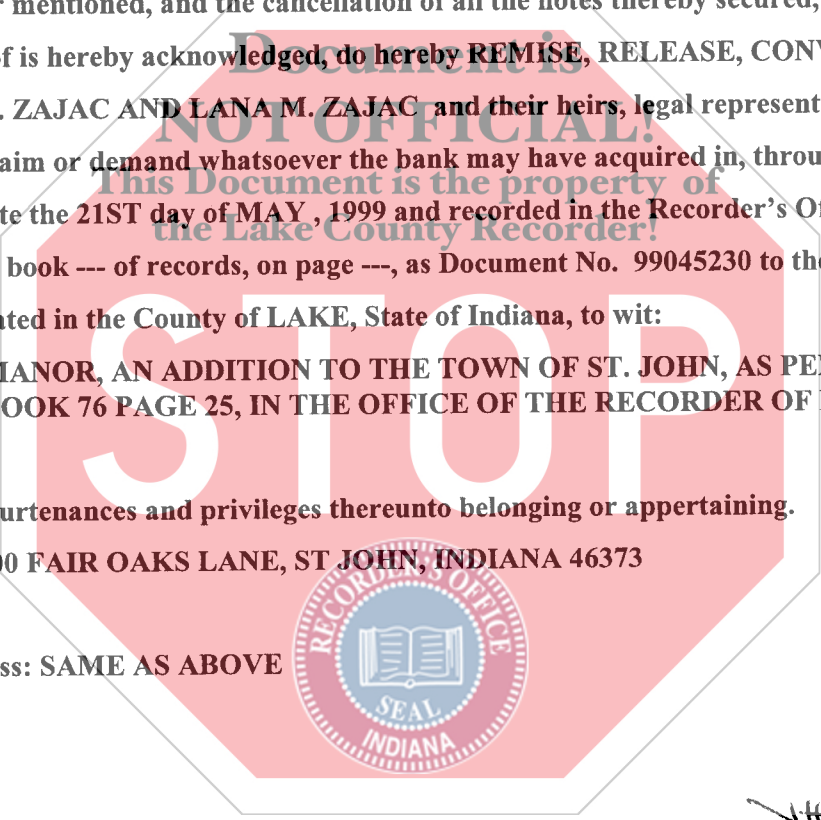 mentioned, and the cancellation of all the notes thereby secured,
f is hereby acknowledged, do hereby REMISE, RELEASE, CONV
Document is
. ZAJAC AND LANA M. ZAJAC and their heirs, legal represent
NOT OFFICIAL!
aim or demand whatsoever the bank may have acquired in, throu
This Document is the property of
te the 21ST day of MAY , 1999 and recorded in the Recorder's Of
the Lake County Recorder!
book --- of records, on page ---, as Document No. 99045230 to the
ated in the County of LAKE, State of Indiana, to wit:
MANOR, AN ADDITION TO THE TOWN OF ST. JOHN, AS PE
OOK 76 PAGE 25, IN THE OFFICE OF THE RECORDER OF
STOP
urtenances and privileges thereunto belonging or appertaining.
00 FAIR OAKS LANE, ST JOHN, INDIANA 46373
RECORDER'S OFFICE
ss: SAME AS ABOVE
SEAL
INDIANA